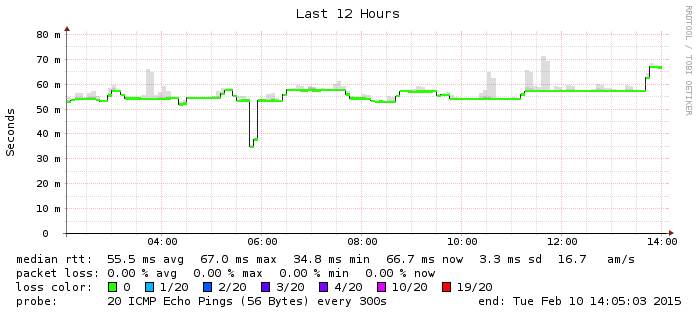 Last 12 Hours
RRDTOOL / TOBI OETIKER
Seconds
80 m
70 m
60 m
50 m
40 m
30 m
20 m
10 m
0
04:00 06:00 08:00 10:00 12:00 14:00
median rtt: 55.5 ms avg 67.0 ms max 34.8 ms min 66.7 ms now 3.3 ms sd 16.7 am/s
packet loss: 0.00 % avg 0.00 % max 0.00 % min 0.00 % now
loss color: 0 1/20 2/20 3/20 4/20 10/20 19/20
probe: 20 ICMP Echo Pings (56 Bytes) every 300s end: Tue Feb 10 14:05:03 2015